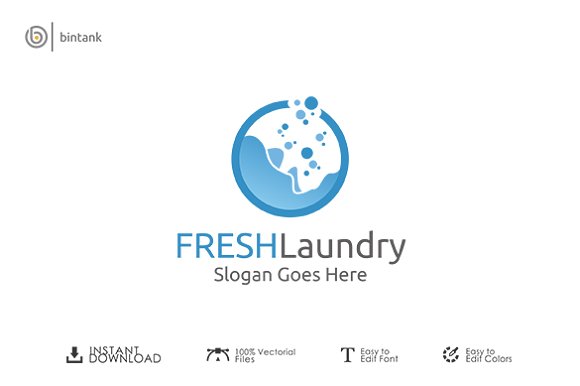 bintank
FRESHLaundry
Slogan Goes Here
INSTANT
DOWNLOAD
100% Vectorial
Files
Easy to
Edit Font
Easy to
Edit Colors